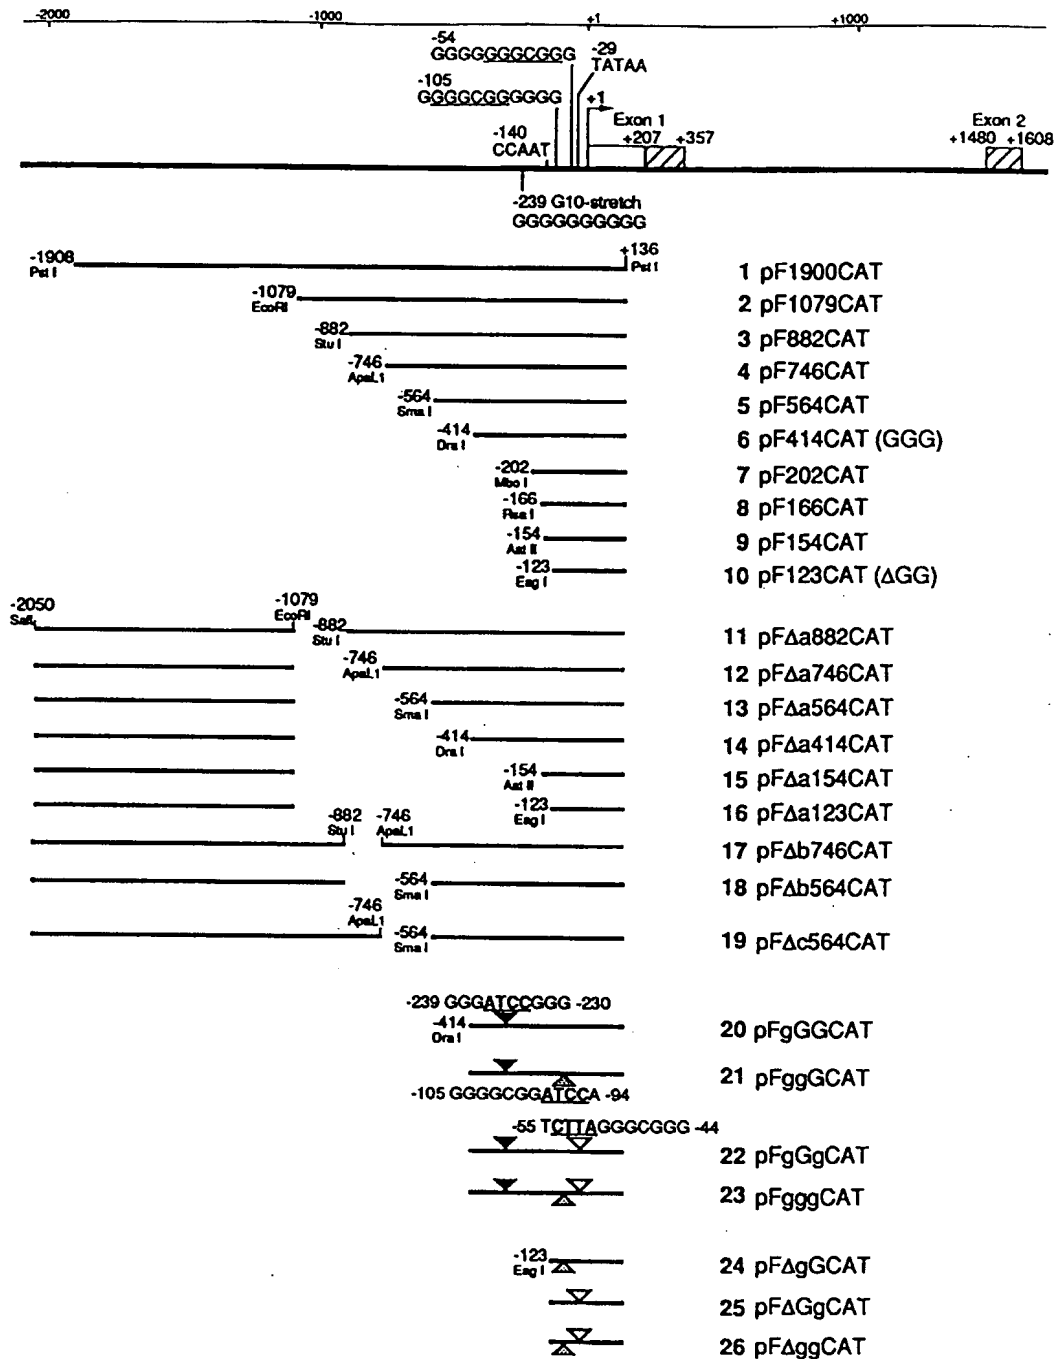 -2000 -1000 +1 +1000
-54
GGGGGGGCGGG
-29
TATAA
-105
GGGGCGGGGGG
+1
Exon 1
+207 +357
Exon 2
+1480 +1608
-140
CCAAT
-239 G10-stretch
GGGGGGGGGG
-1908
Pst I
+136
Pst I
1 pF1900CAT
-1079
EcoRII
2 pF1079CAT
-882
Stu I
3 pF882CAT
-746
ApaL1
4 pF746CAT
-564
Sma I
5 pF564CAT
-414
Dra I
6 pF414CAT (GGG)
-202
Mbo I
7 pF202CAT
-166
Rsa I
8 pF166CAT
-154
Aat II
9 pF154CAT
-123
Eag I
10 pF123CAT (ΔGG)
-2050
-1079
EcoRII
-882
Stu I
11 pFΔa882CAT
-746
ApaL1
12 pFΔa746CAT
-564
Sma I
13 pFΔa564CAT
-414
Dra I
14 pFΔa414CAT
-154
Aat II
15 pFΔa154CAT
-123
Eag I
16 pFΔa123CAT
-882
Stu I
-746
ApaL1
17 pFΔb746CAT
-564
Sma I
18 pFΔb564CAT
-746
ApaL1
-564
Sma I
19 pFΔc564CAT
-239 GGGATCCGGG -230
-414
Dra I
20 pFgGGCAT
21 pFggGCAT
-105 GGGGCGGATCCA -94
-55 TCTTAGGGCGGG -44
22 pFgGgCAT
23 pFgggCAT
-123
Eag I
24 pFΔgGCAT
25 pFΔGgCAT
26 pFΔggCAT